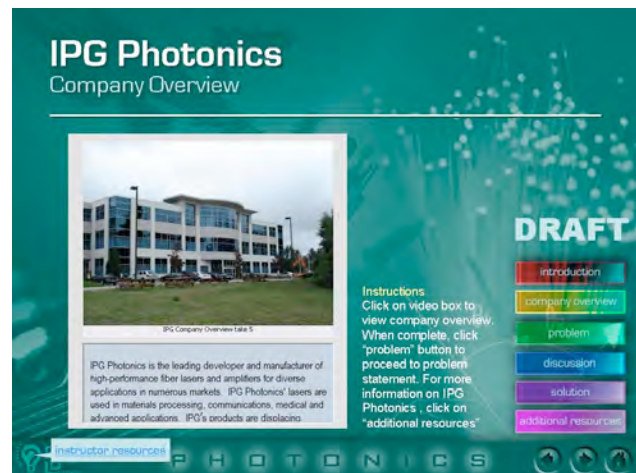 IPG Photonics
Company Overview
IPG Company Overview take 5
IPG Photonics is the leading developer and manufacturer of
high-performance fiber lasers and amplifiers for diverse
applications in numerous markets. IPG Photonics' lasers are
used in materials processing, communications, medical and
advanced applications. IPG's products are displacing
Instructions
Click on video box to
view company overview.
When complete, click
"problem" button to
proceed to problem
statement. For more
information on IPG
Photonics , click on
"additional resources"
DRAFT
introduction
company overview
problem
discussion
solution
additional resources
instructor resources
PHOTONICS